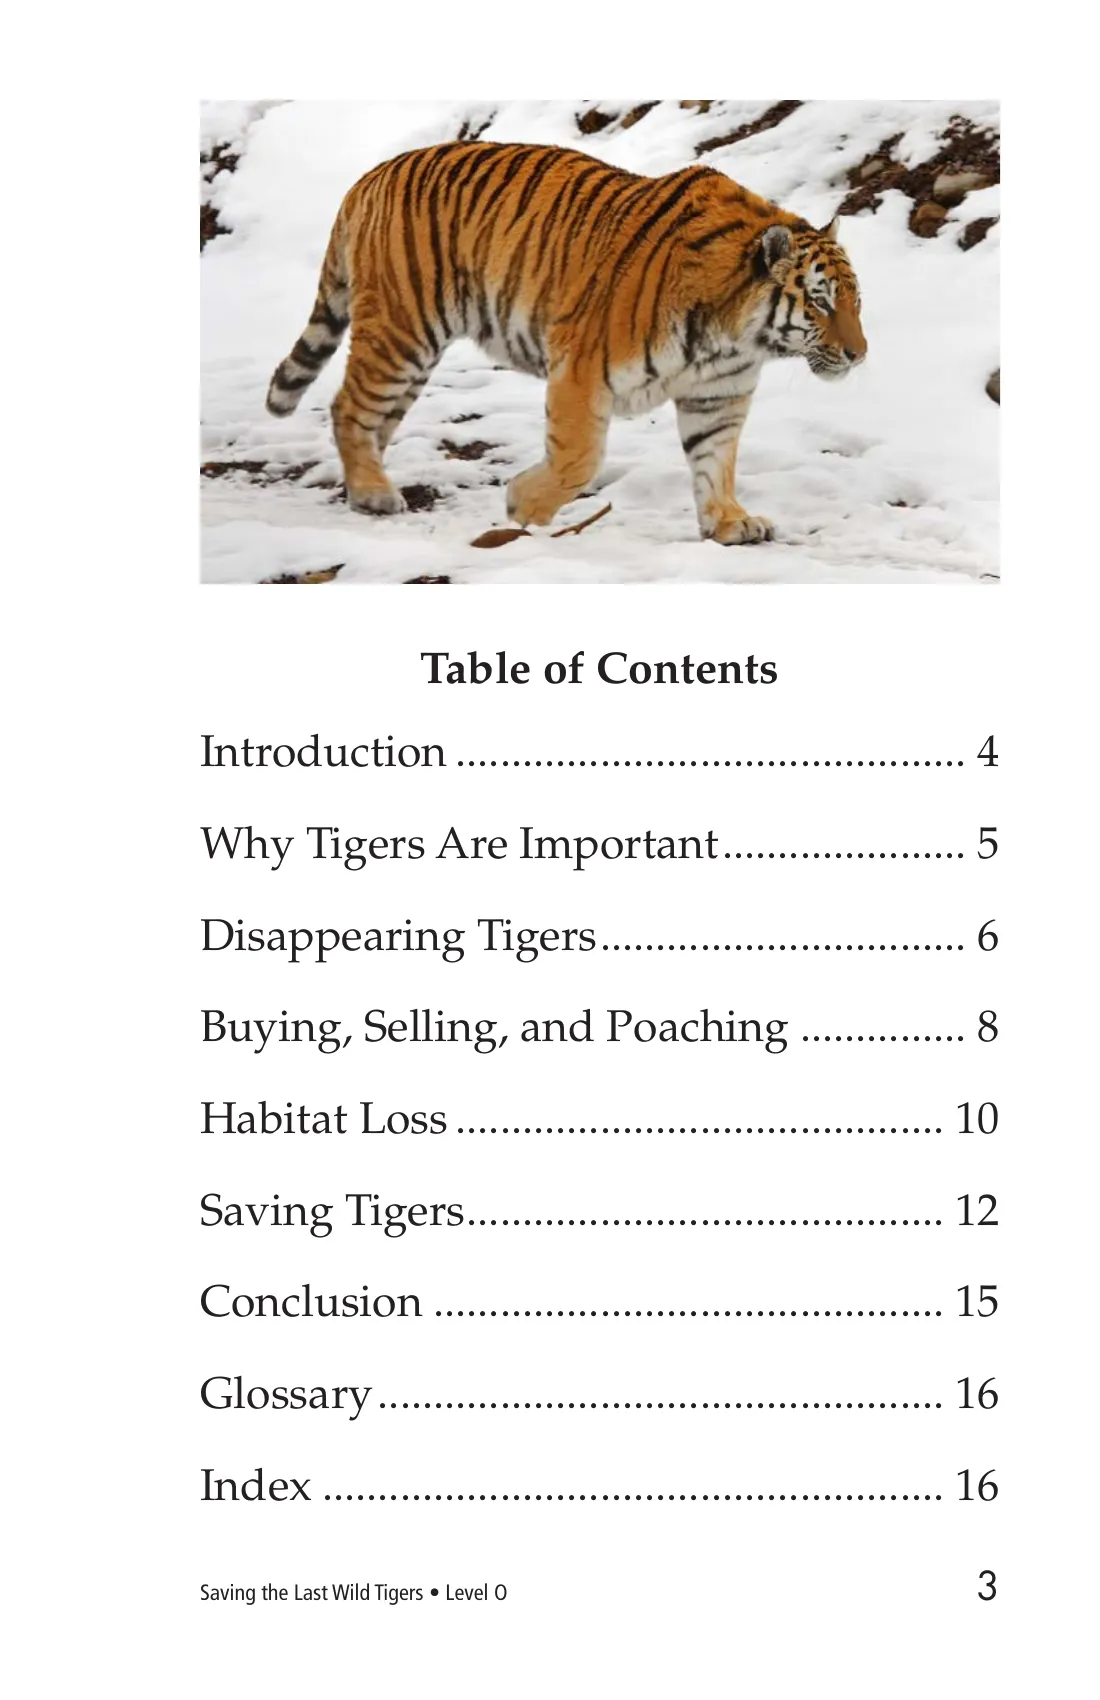 Table of Contents
Introduction .............................................. 4
Why Tigers Are Important...................... 5
Disappearing Tigers................................. 6
Buying, Selling, and Poaching ............... 8
Habitat Loss ............................................ 10
Saving Tigers........................................... 12
Conclusion .............................................. 15
Glossary ................................................... 16
Index ........................................................ 16
Saving the Last Wild Tigers • Level O 3